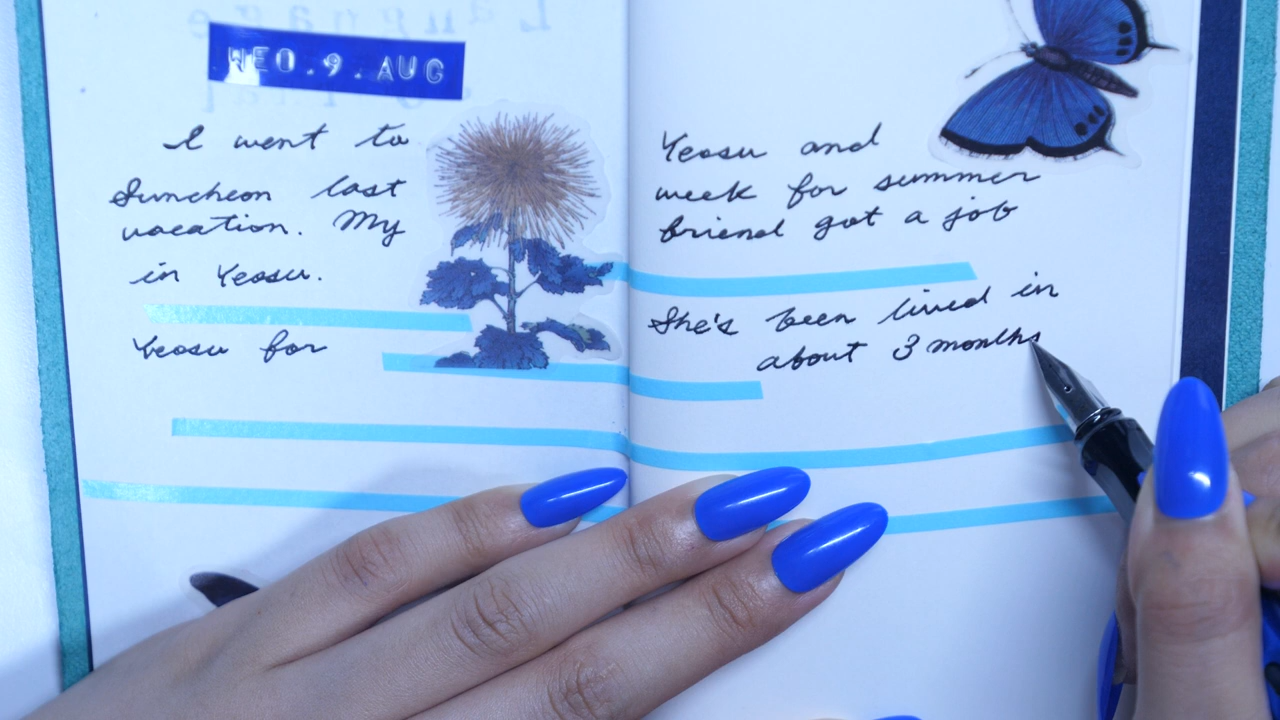 WED.9.AUG
I went to Yeosu and
Suncheon last week for summer
vacation. My friend got a job
in Yeosu. She's been lived in
Yeosu for about 3 months